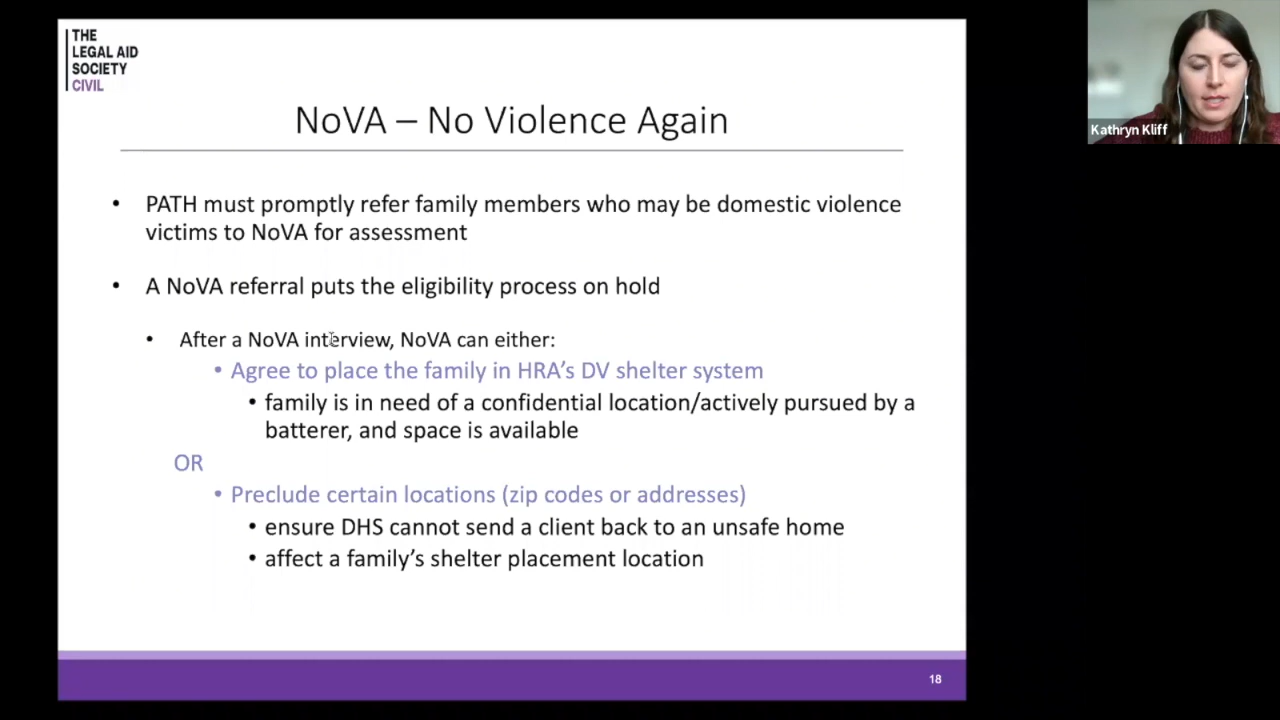 THE
LEGAL AID
SOCIETY
CIVIL
NoVA – No Violence Again
• PATH must promptly refer family members who may be domestic violence
victims to NoVA for assessment
• A NoVA referral puts the eligibility process on hold
• After a NoVA interview, NoVA can either:
• Agree to place the family in HRA's DV shelter system
• family is in need of a confidential location/actively pursued by a
batterer, and space is available
OR
• Preclude certain locations (zip codes or addresses)
• ensure DHS cannot send a client back to an unsafe home
• affect a family's shelter placement location
18
Kathryn Kliff